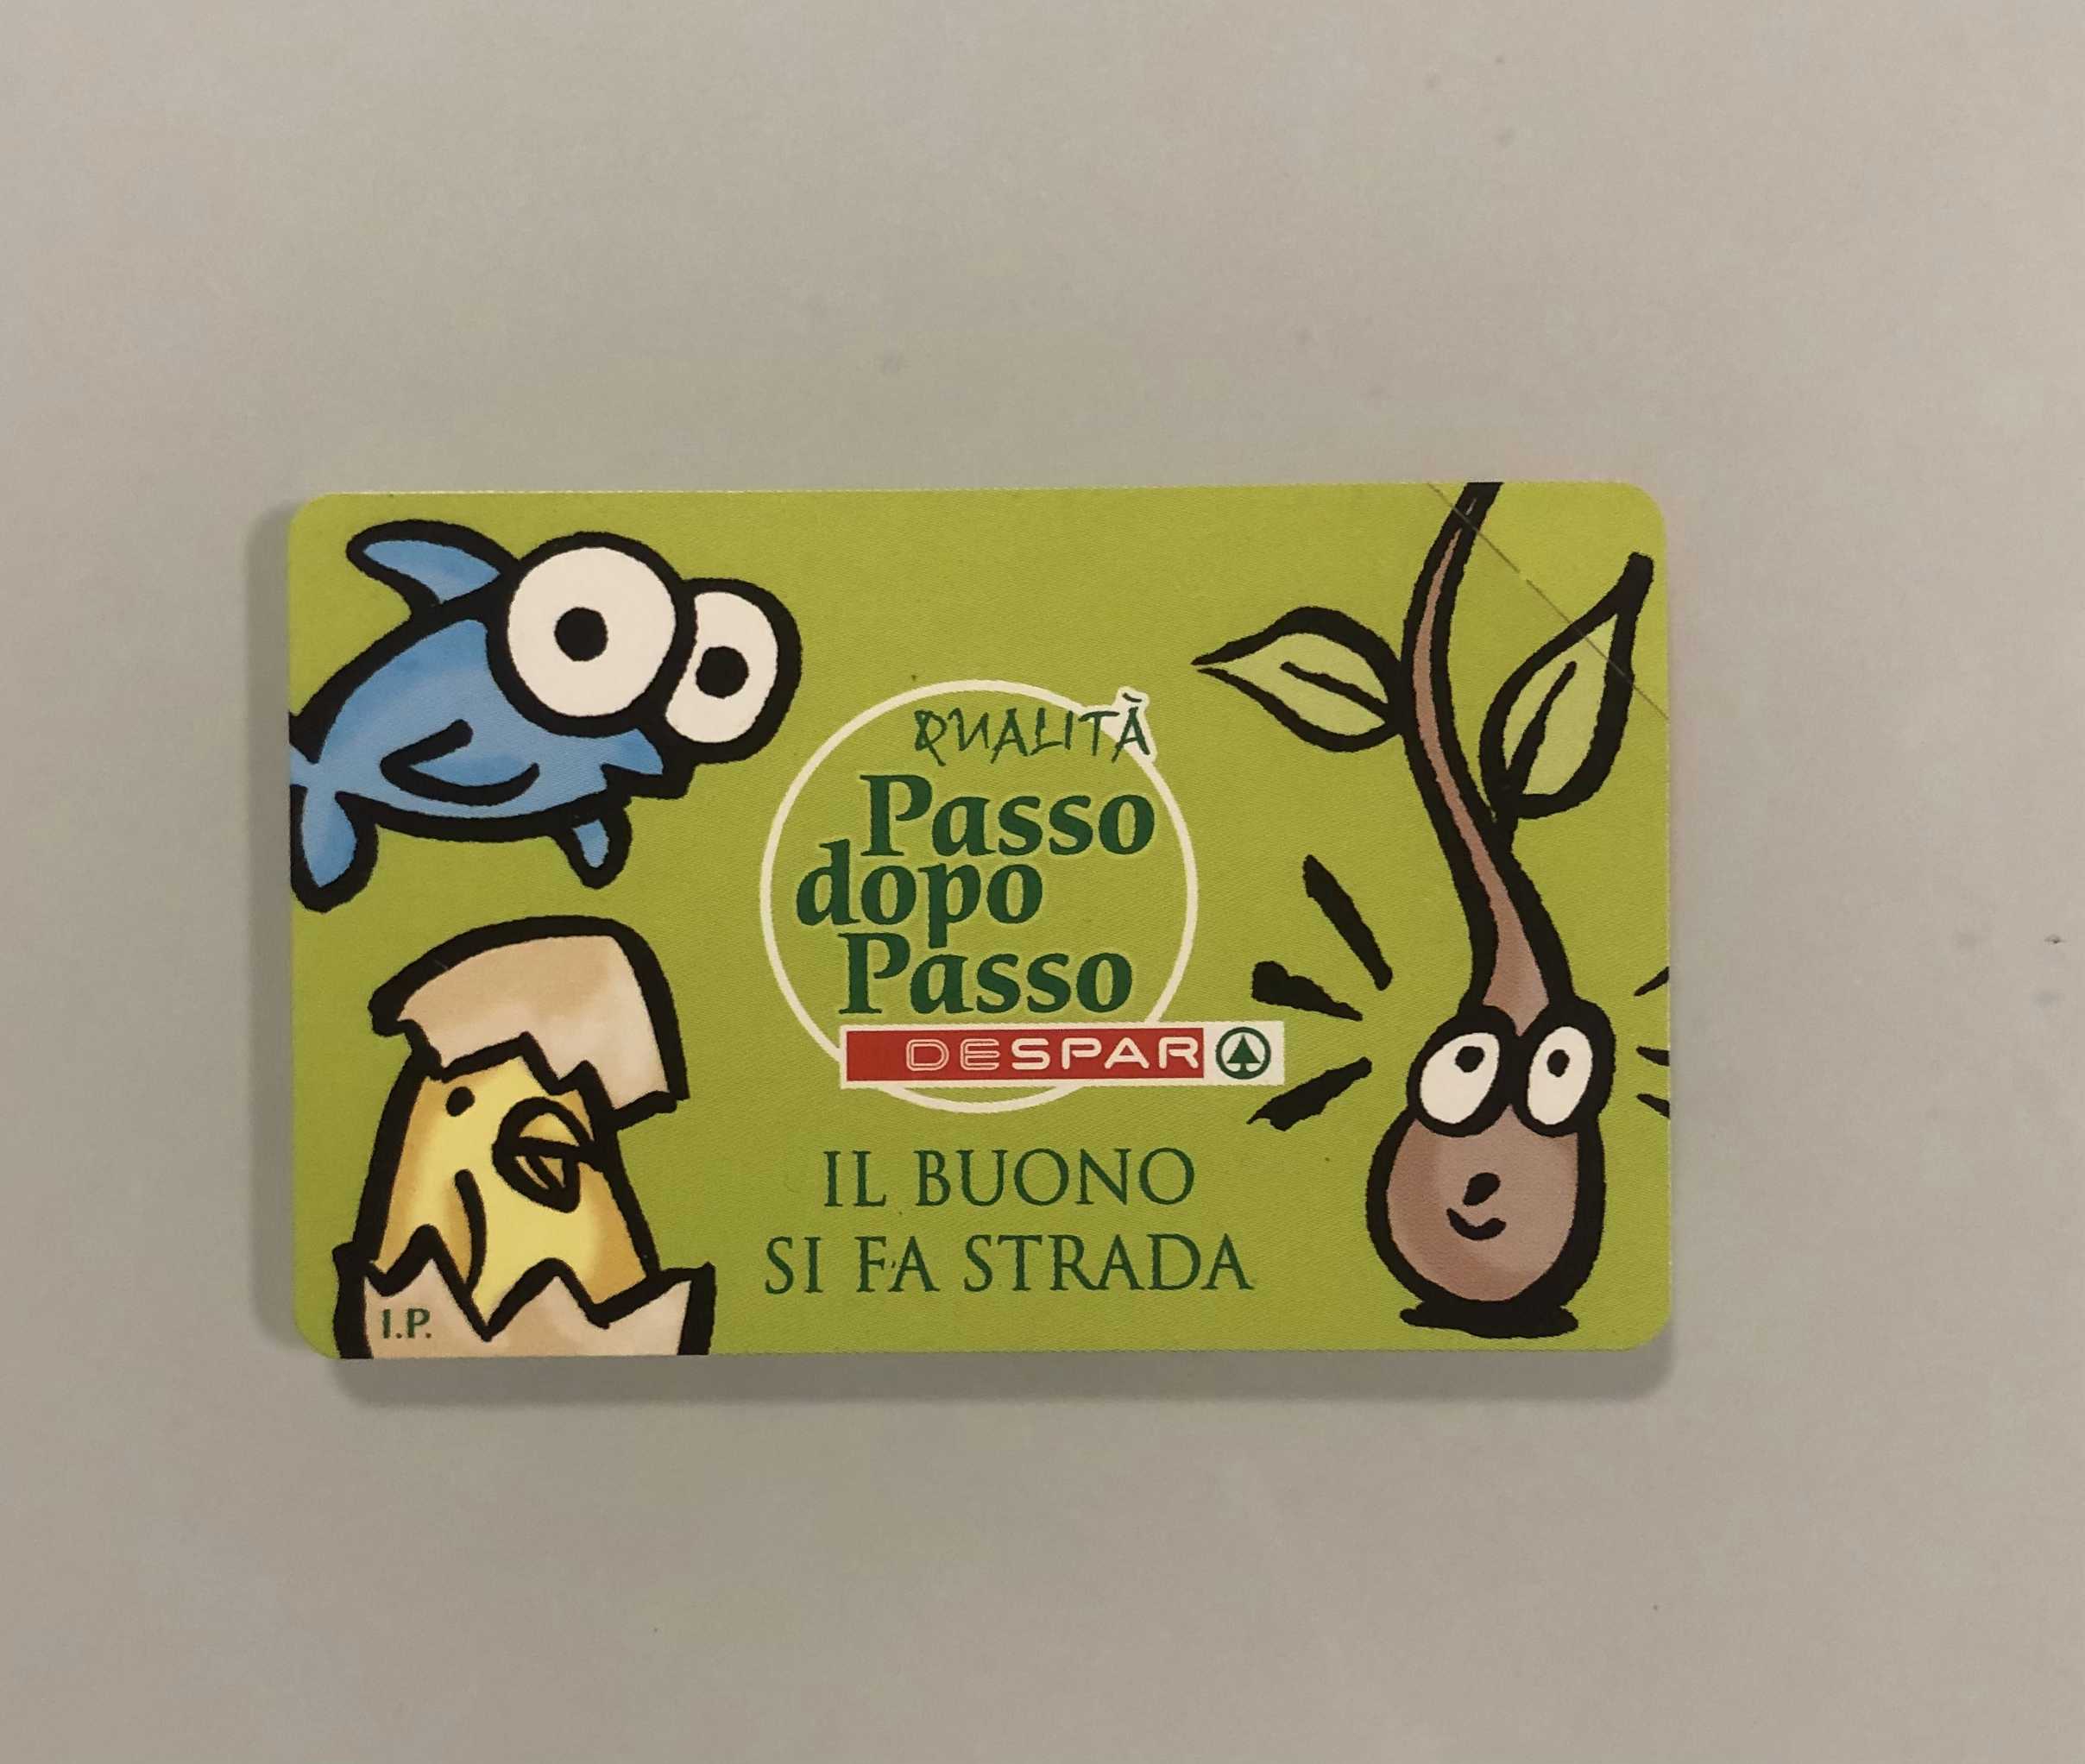 QUALITÀ
Passo
dopo
Passo
DESPAR
IL BUONO
SI FA STRADA
I.P.